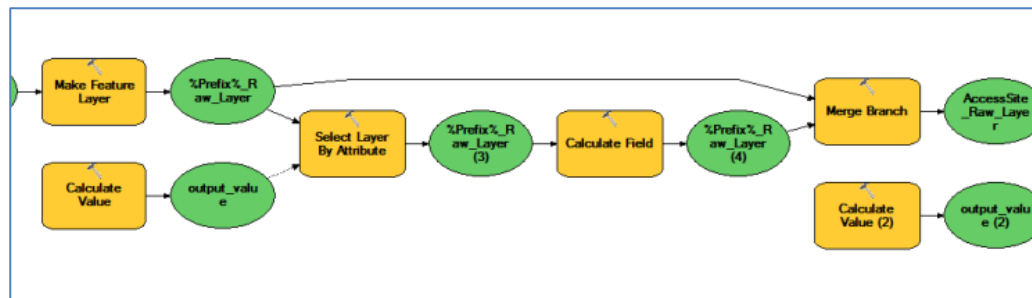 Make Feature
Layer
%Prefix%_R
aw_Layer
Select Layer
By Attribute
%Prefix%_R
aw_Layer
(3)
Calculate Field
%Prefix%_R
aw_Layer
(4)
Merge Branch
AccessSite
_Raw_Laye
r
Calculate
Value
output_valu
e
Calculate
Value (2)
output_valu
e (2)